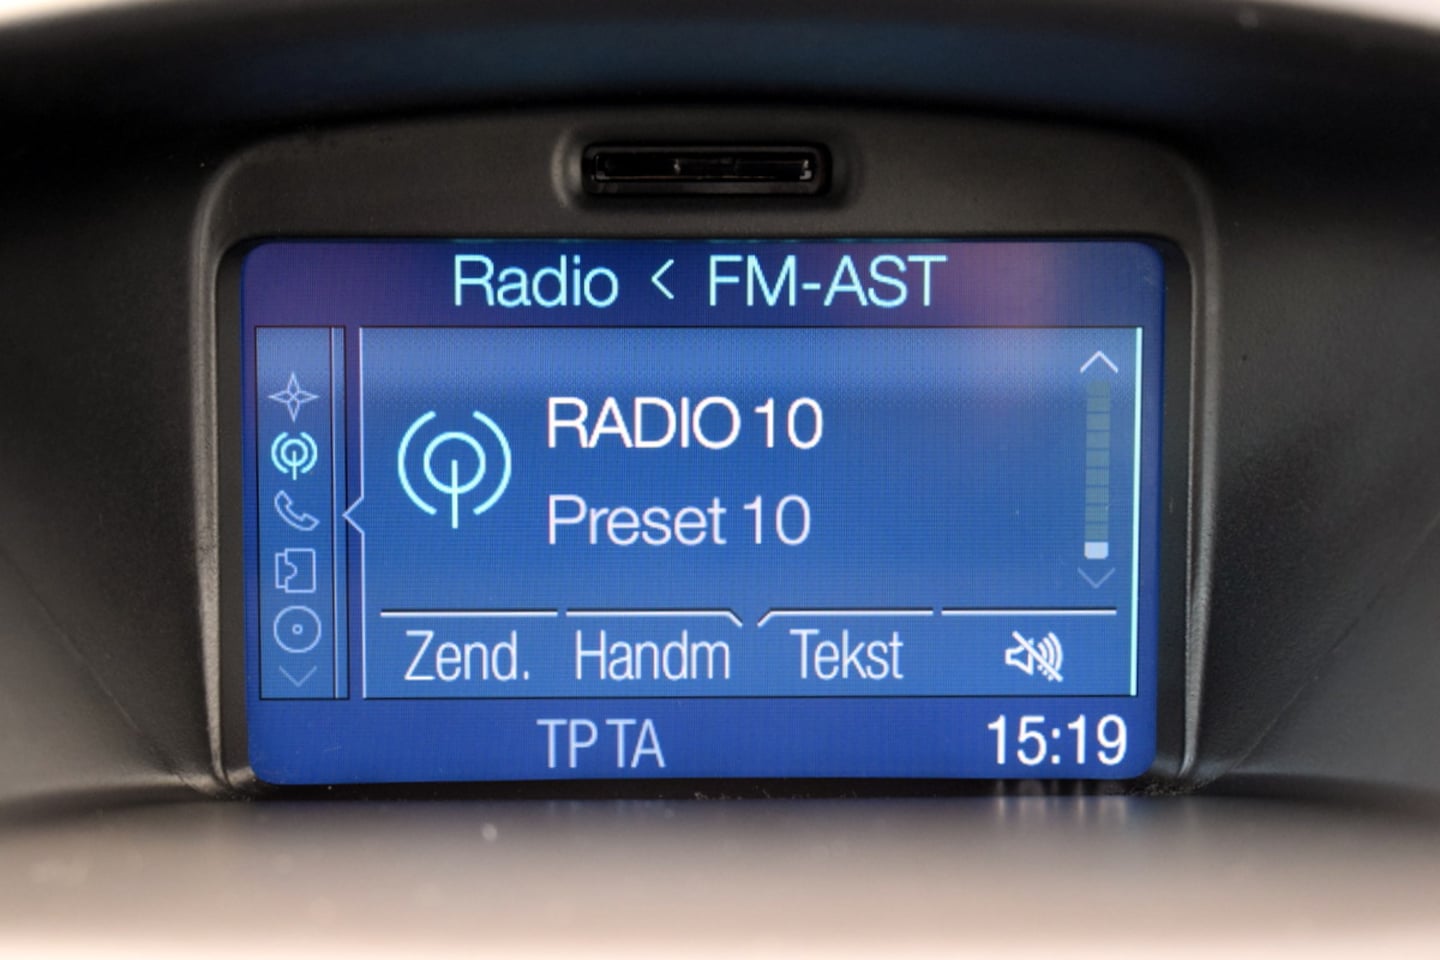 Radio < FM-AST
RADIO 10
Preset 10
Zend. Handm Tekst
TP TA 15:19